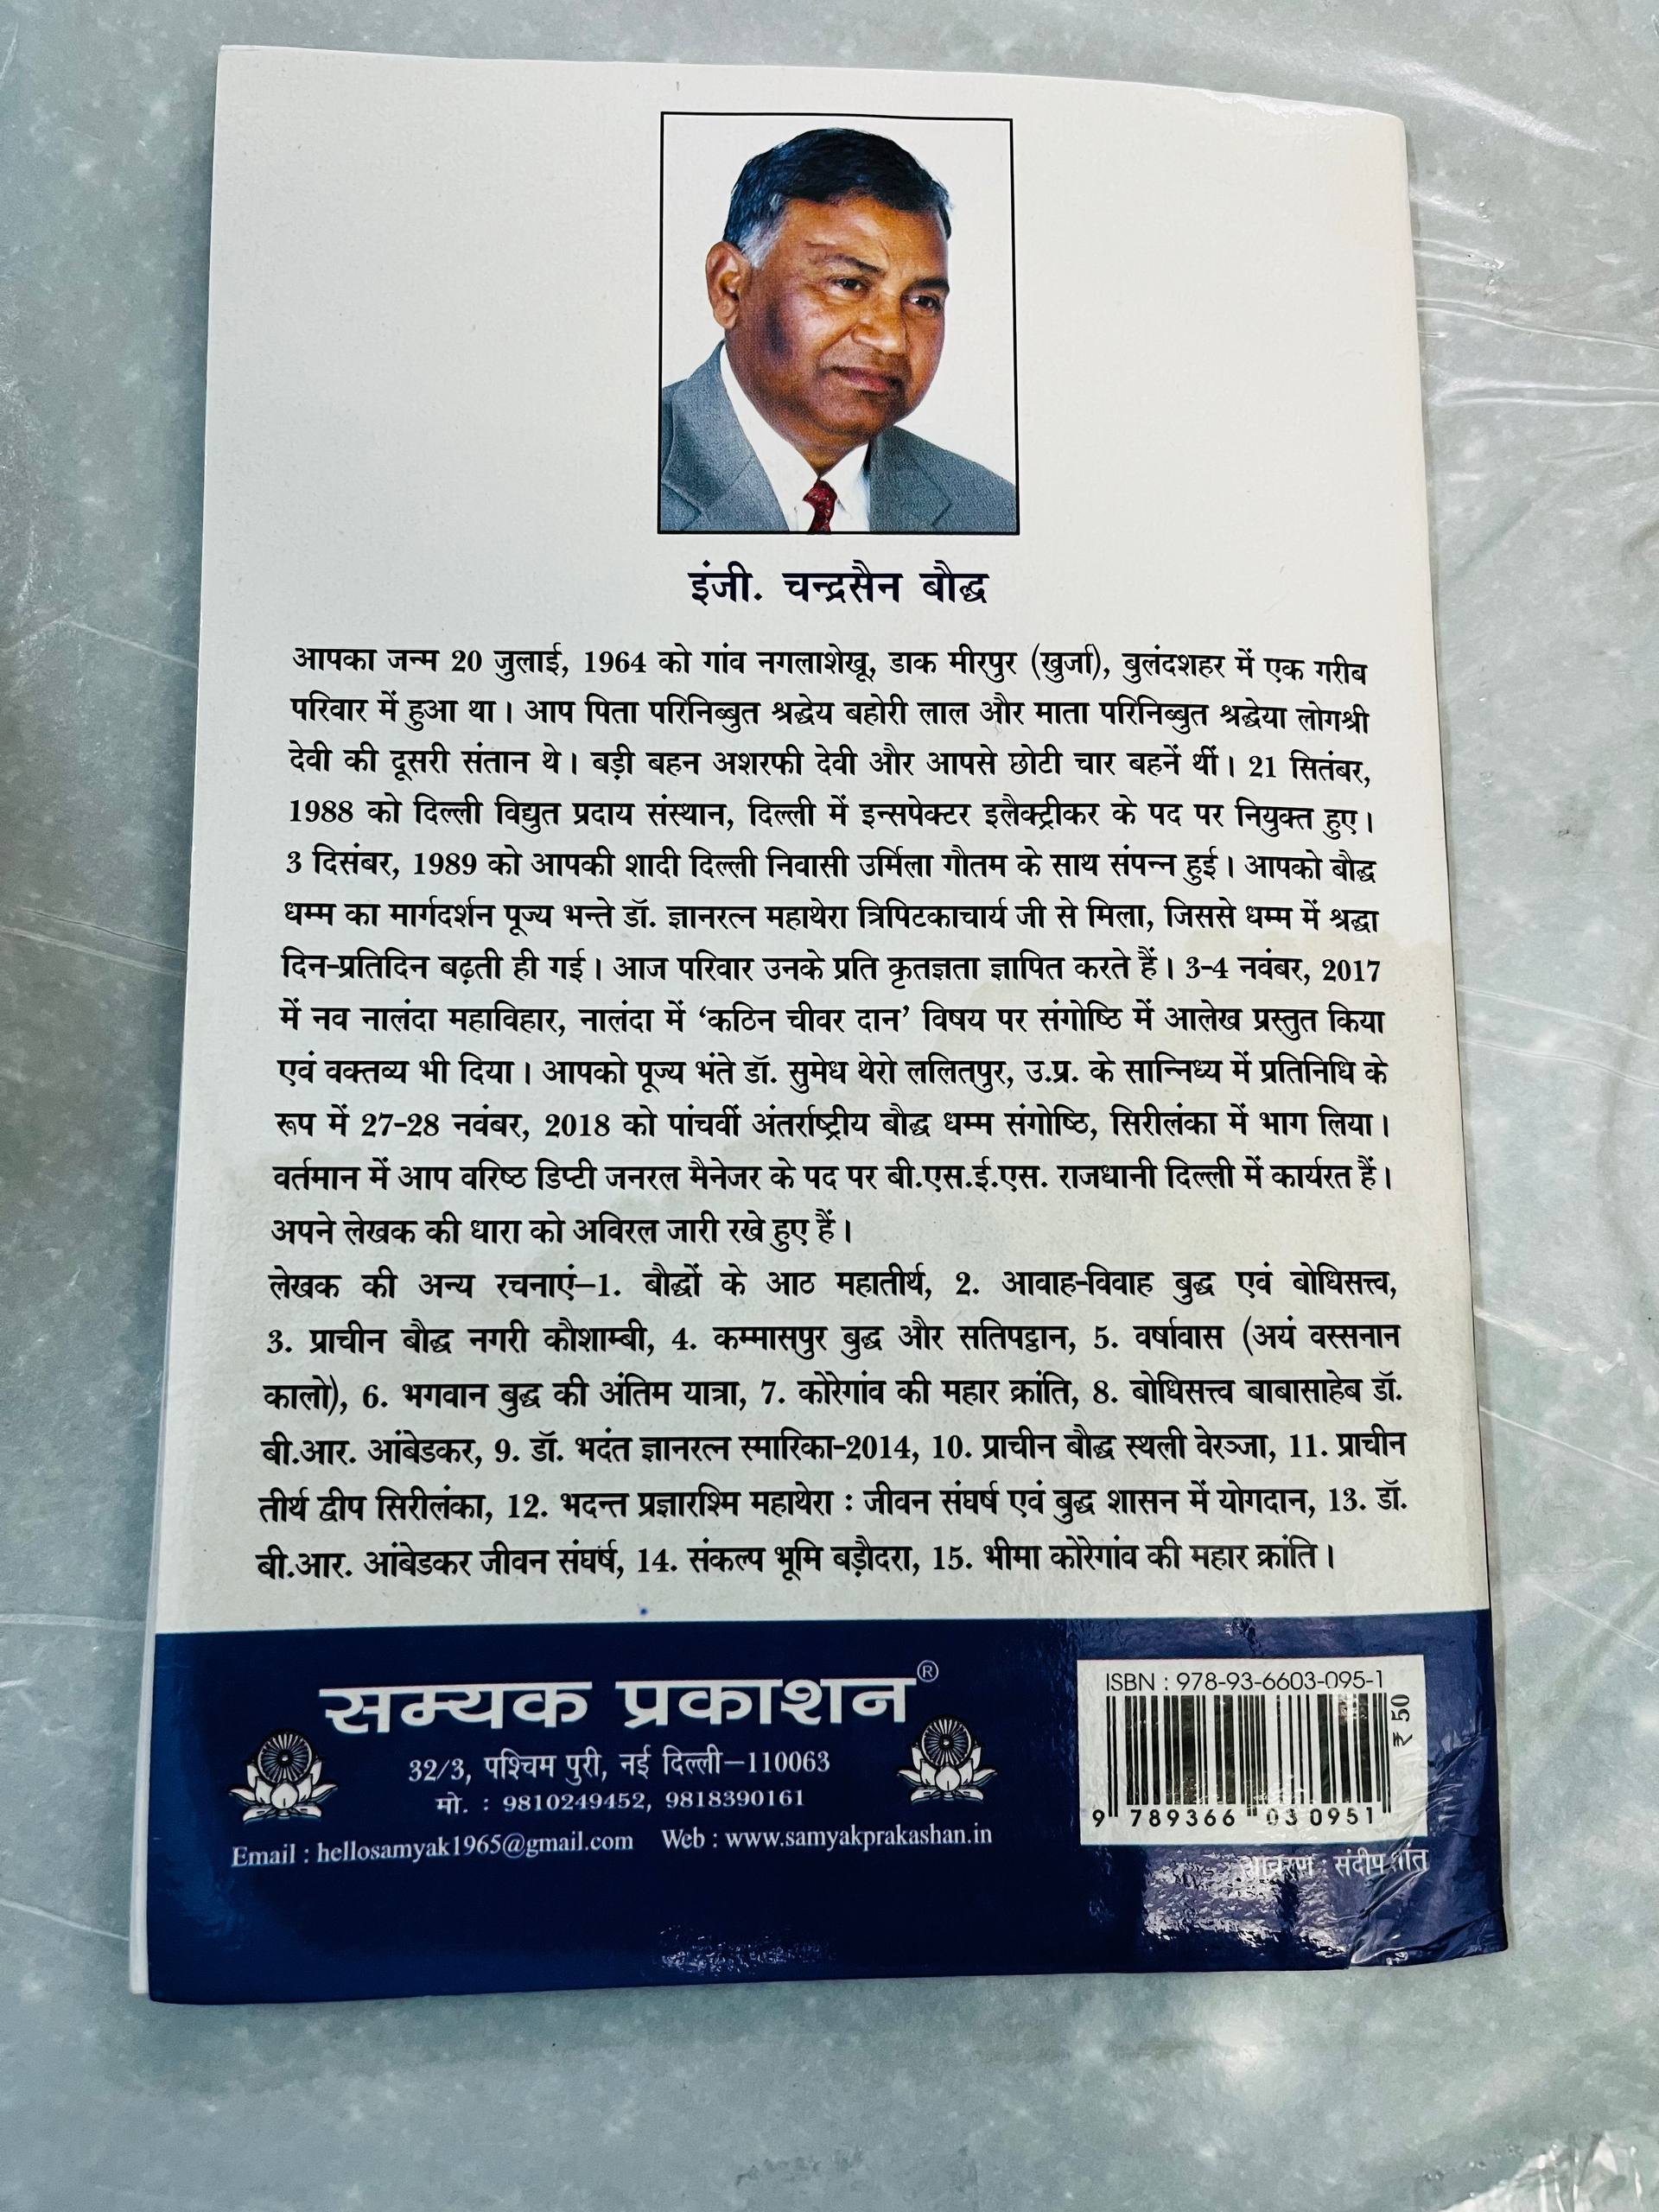 इंजी. चन्द्रसैन बौद्ध
आपका जन्म 20 जुलाई, 1964 को गांव नगलाशेखू, डाक मीरपुर (खुर्जा), बुलंदशहर में एक गरीब
परिवार में हुआ था। आप पिता परिनिब्बुत श्रद्धेय बहोरी लाल और माता परिनिब्बुत श्रद्धेया लोगश्री
देवी की दूसरी संतान थे। बड़ी बहन अशरफी देवी और आपसे छोटी चार बहनें थीं। 21 सितंबर,
1988 को दिल्ली विद्युत प्रदाय संस्थान, दिल्ली में इन्सपेक्टर इलैक्ट्रीकर के पद पर नियुक्त हुए।
3 दिसंबर, 1989 को आपकी शादी दिल्ली निवासी उर्मिला गौतम के साथ संपन्न हुई। आपको बौद्ध
धम्म का मार्गदर्शन पूज्य भन्ते डॉ. ज्ञानरत्न महाथेरा त्रिपिटकाचार्य जी से मिला, जिससे धम्म में श्रद्धा
दिन-प्रतिदिन बढ़ती ही गई। आज परिवार उनके प्रति कृतज्ञता ज्ञापित करते हैं। 3-4 नवंबर, 2017
में नव नालंदा महाविहार, नालंदा में ‘कठिन चीवर दान’ विषय पर संगोष्ठि में आलेख प्रस्तुत किया
एवं वक्तव्य भी दिया। आपको पूज्य भंते डॉ. सुमेध थेरो ललितपुर, उ.प्र. के सान्निध्य में प्रतिनिधि के
रूप में 27-28 नवंबर, 2018 को पांचवीं अंतर्राष्ट्रीय बौद्ध धम्म संगोष्ठि, सिरीलंका में भाग लिया।
वर्तमान में आप वरिष्ठ डिप्टी जनरल मैनेजर के पद पर बी.एस.ई.एस. राजधानी दिल्ली में कार्यरत हैं।
अपने लेखक की धारा को अविरल जारी रखे हुए हैं।
लेखक की अन्य रचनाएं–1. बौद्धों के आठ महातीर्थ, 2. आवाह-विवाह बुद्ध एवं बोधिसत्त्व,
3. प्राचीन बौद्ध नगरी कौशाम्बी, 4. कम्मासपुर बुद्ध और सतिपट्ठान, 5. वर्षावास (अयं वस्सनान
कालो), 6. भगवान बुद्ध की अंतिम यात्रा, 7. कोरेगांव की महार क्रांति, 8. बोधिसत्त्व बाबासाहेब डॉ.
बी.आर. आंबेडकर, 9. डॉ. भदंत ज्ञानरत्न स्मारिका-2014, 10. प्राचीन बौद्ध स्थली वेरञ्जा, 11. प्राचीन
तीर्थ द्वीप सिरीलंका, 12. भदन्त प्रज्ञारश्मि महाथेरा : जीवन संघर्ष एवं बुद्ध शासन में योगदान, 13. डॉ.
बी.आर. आंबेडकर जीवन संघर्ष, 14. संकल्प भूमि बड़ौदरा, 15. भीमा कोरेगांव की महार क्रांति।
सम्यक प्रकाशन®
32/3, पश्चिम पुरी, नई दिल्ली–110063
मो. : 9810249452, 9818390161
Email : hellosamyak1965@gmail.com Web : www.samyakprakashan.in
ISBN : 978-93-6603-095-1
₹ 50
9 789366 030951
आवरण : संदीप शांत